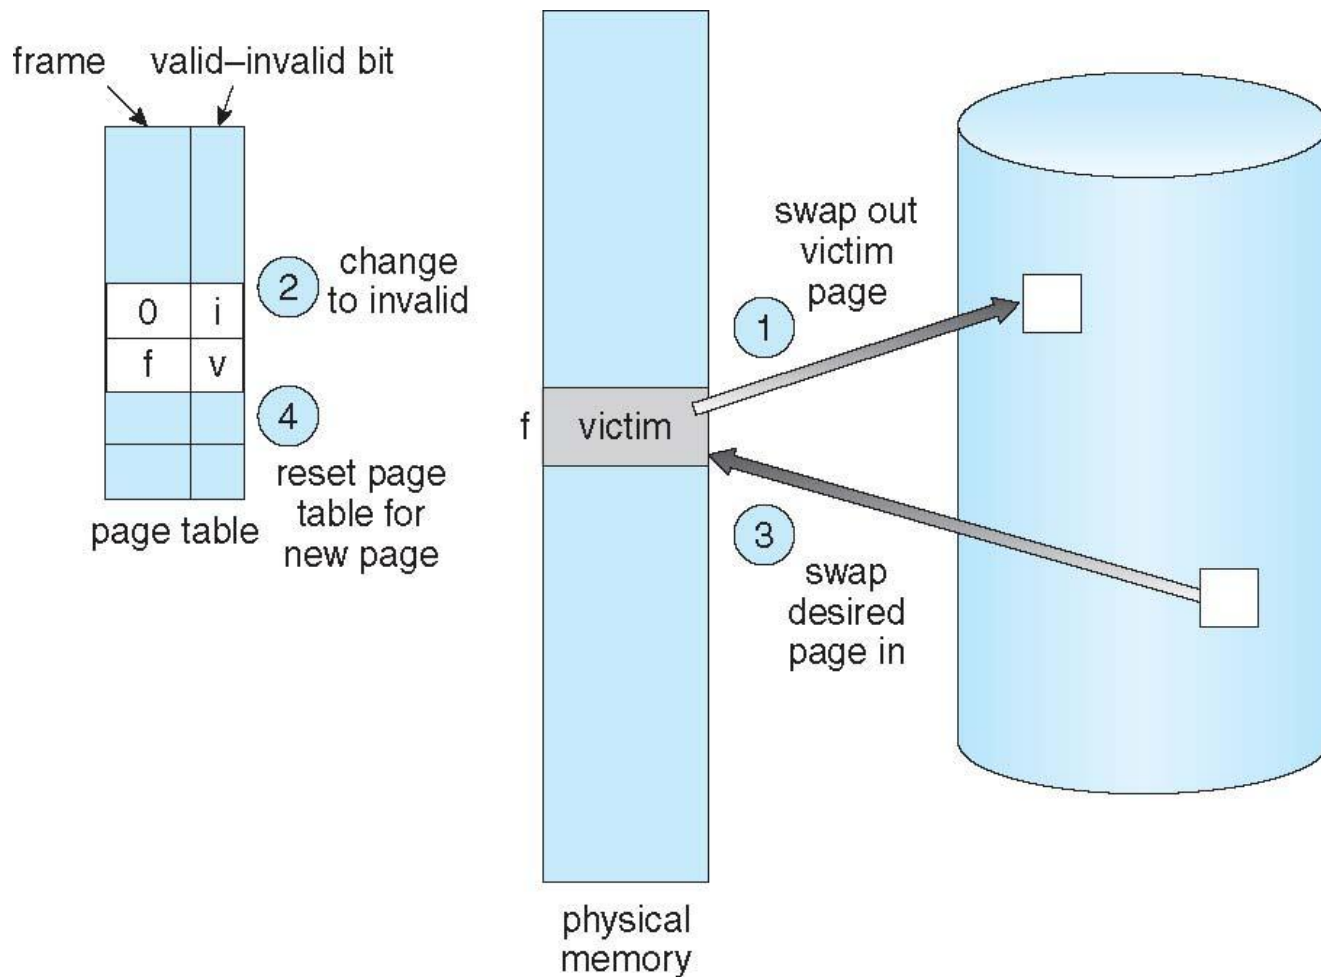 frame
valid–invalid bit
0
i
f
v
2
change
to invalid
4
reset page
table for
new page
page table
f
victim
physical
memory
1
swap out
victim
page
3
swap
desired
page in